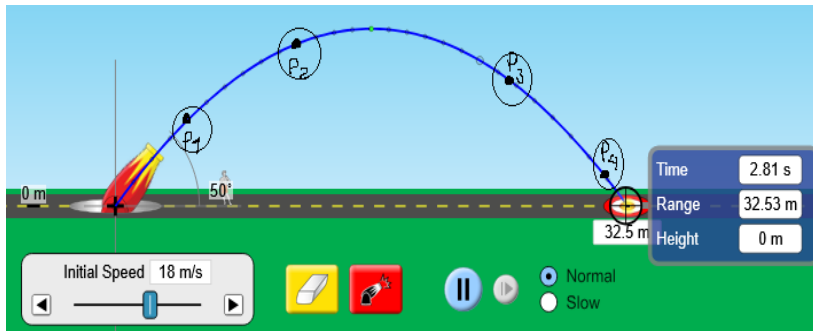 P2
P3
P1
P4
0 m
50°
Time 2.81 s
Range 32.53 m
Height 0 m
32.5 m
Initial Speed 18 m/s
Normal
Slow